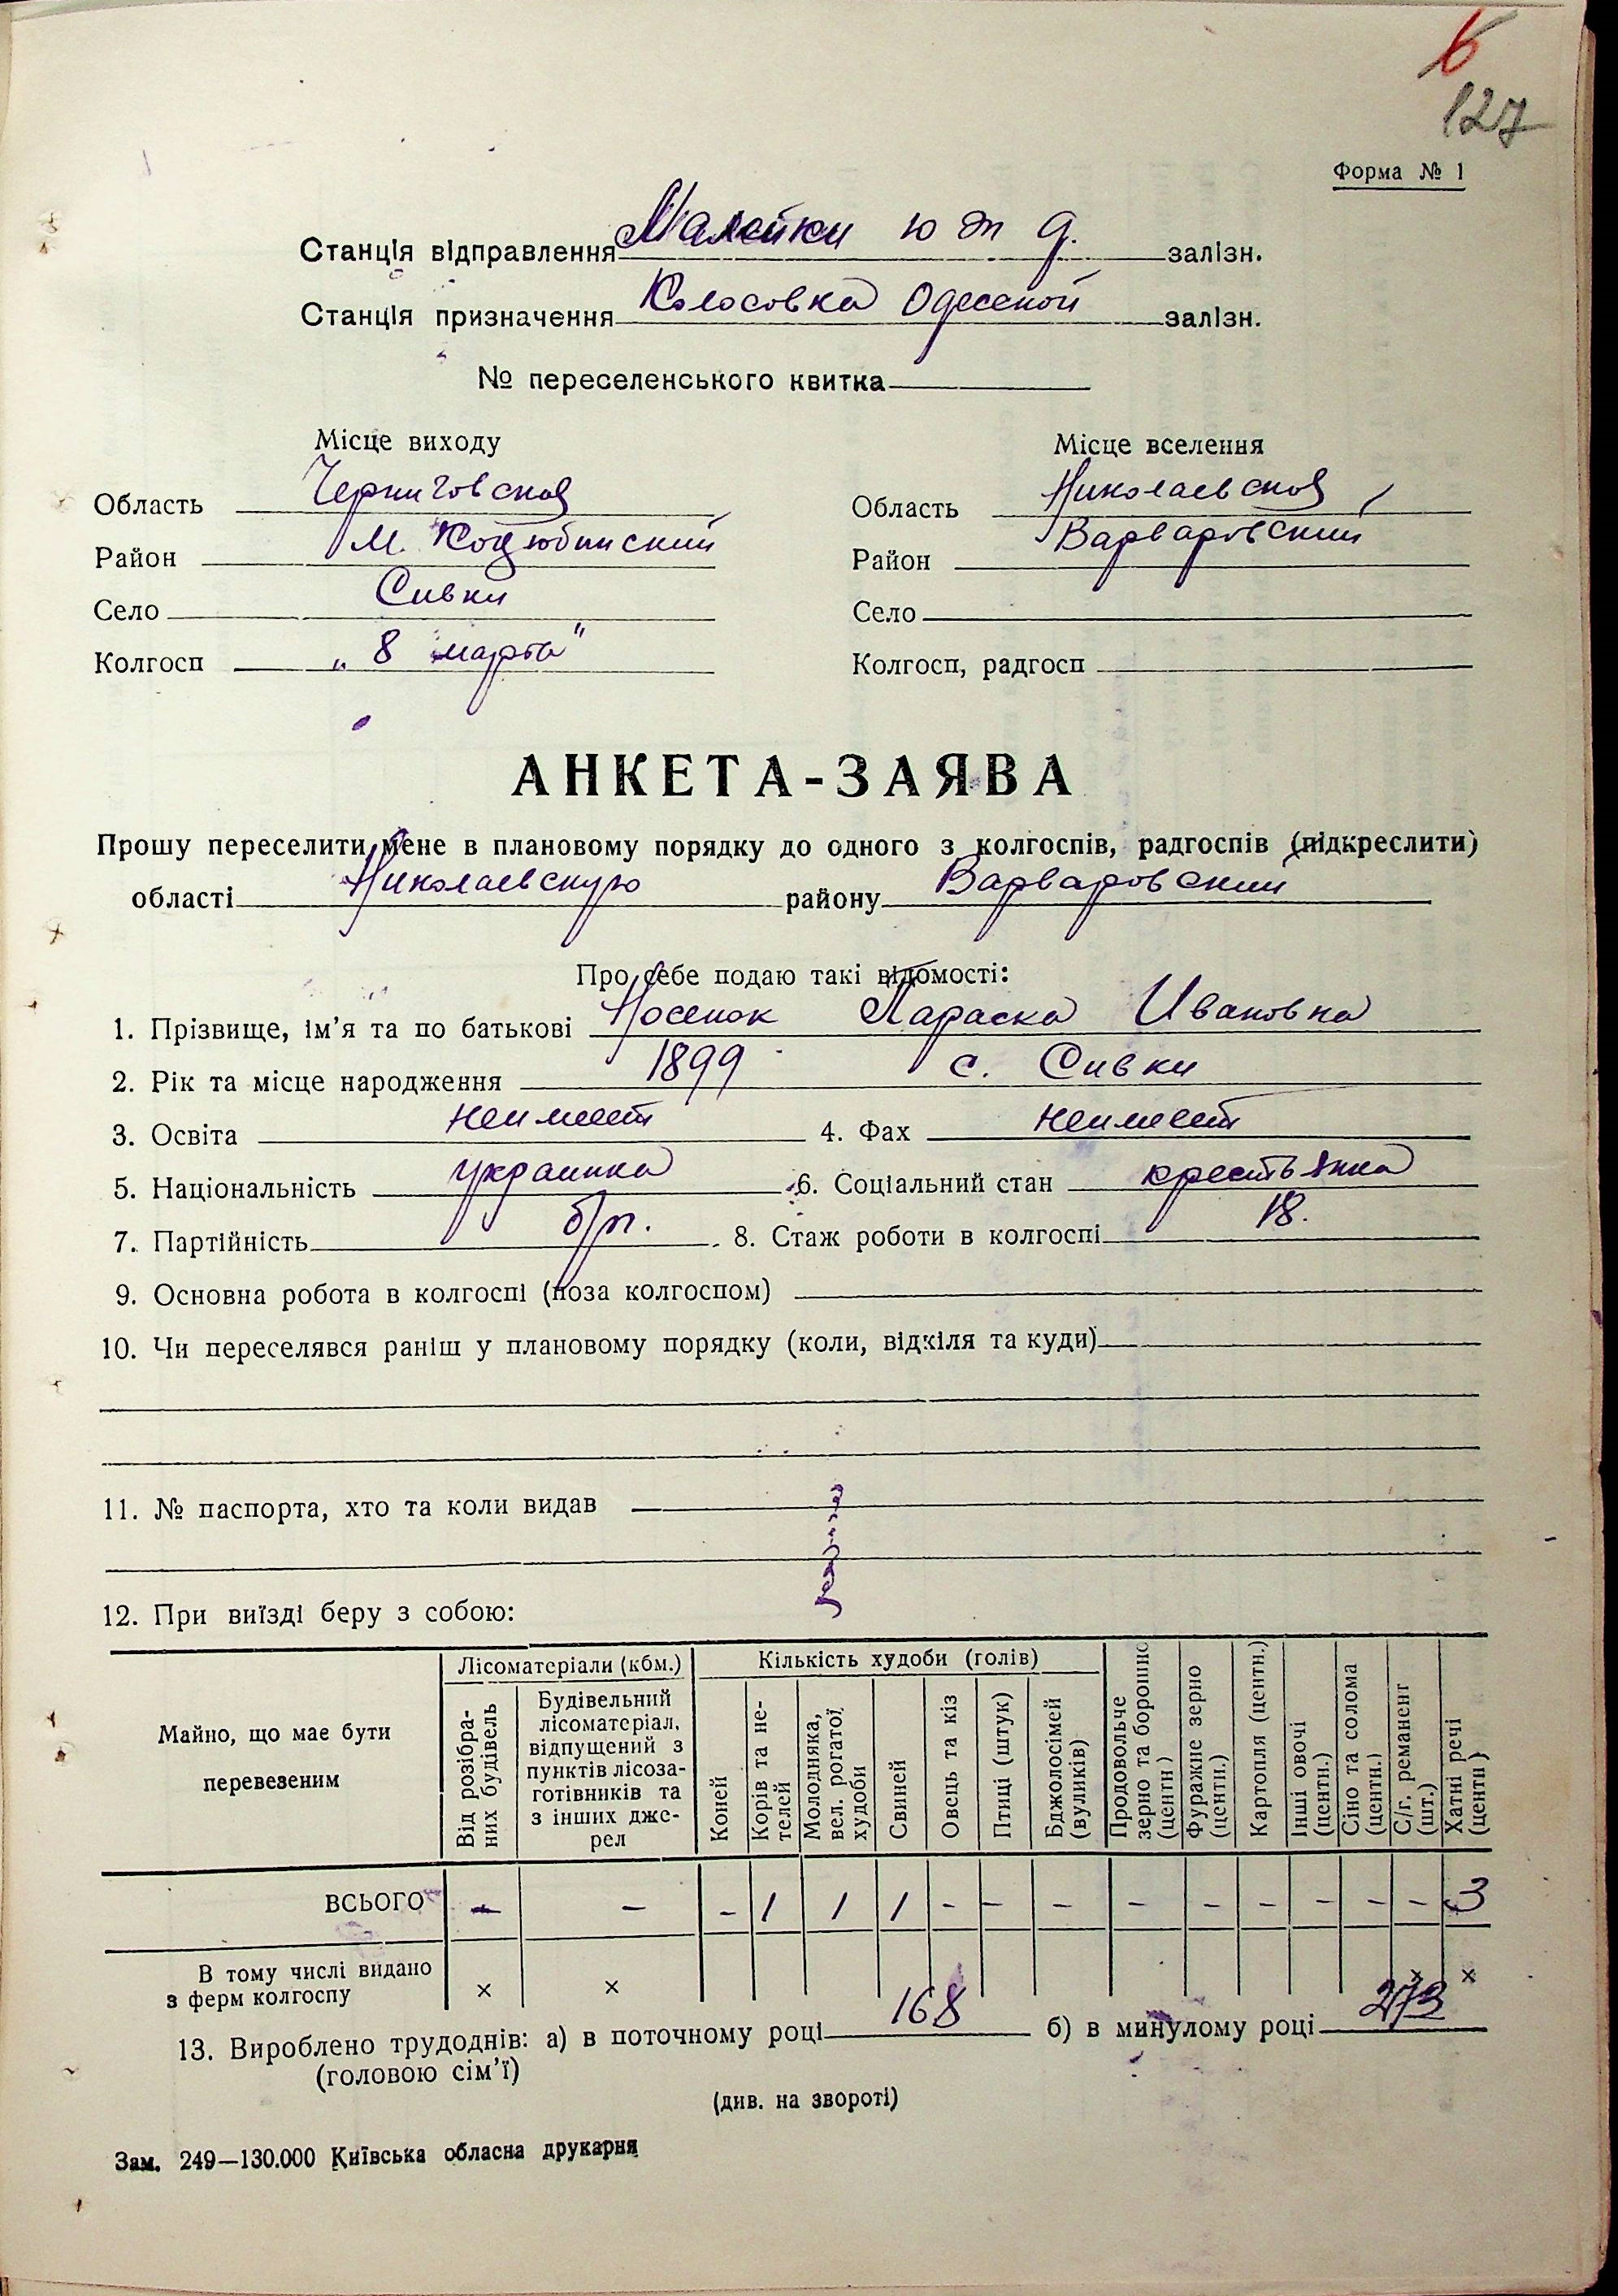 6
127
Форма № 1
Станція відправлення Малейки ю ж д. залізн.
Станція призначення Колосовка Одесской залізн.
№ переселенського квитка
Місце виходу
Місце вселення
Область Черниговская
Область Николаевская
Район М. Коцюбинский
Район Варваровский
Село Сивки
Село
Колгосп „8 марта"
Колгосп, радгосп
АНКЕТА-ЗАЯВА
Прошу переселити мене в плановому порядку до одного з колгоспів, радгоспів (підкреслити)
області Николаевскую району Варваровский
Про себе подаю такі відомості:
1. Прізвище, ім'я та по батькові Носенок Параска Ивановна
2. Рік та місце народження 1899 с. Сивки
3. Освіта неимеет 4. Фах неимеет
5. Національність украинка 6. Соціальний стан крестьянка
7. Партійність б/п. 8. Стаж роботи в колгоспі 18.
9. Основна робота в колгоспі (поза колгоспом)
10. Чи переселявся раніш у плановому порядку (коли, відкіля та куди)
11. № паспорта, хто та коли видав
12. При виїзді беру з собою:
Майно, що має бути перевезеним
Лісоматеріали (кбм.)
Від розібраних будівель
Будівельний лісоматеріал, відпущений з пунктів лісозаготівників та з інших джерел
Кількість худоби (голів)
Коней
Корів та нетелей
Молодняка, вел. рогатої худоби
Свиней
Овець та кіз
Птиці (штук)
Бджолосімей (вуликів)
Продовольче зерно та борошно (центн)
Фуражне зерно (центн.)
Картопля (центн.)
Інші овочі (центн.)
Сіно та солома (центн.)
С/г. реманент (шт.)
Хатні речі (центн)
ВСЬОГО – – – 1 1 1 – – – – – – – – – 3
В тому числі видано з ферм колгоспу × × × ×
13. Вироблено трудоднів: а) в поточному році 168 б) в минулому році 273
(головою сім'ї)
(див. на звороті)
Зам. 249—130.000 Київська обласна друкарня